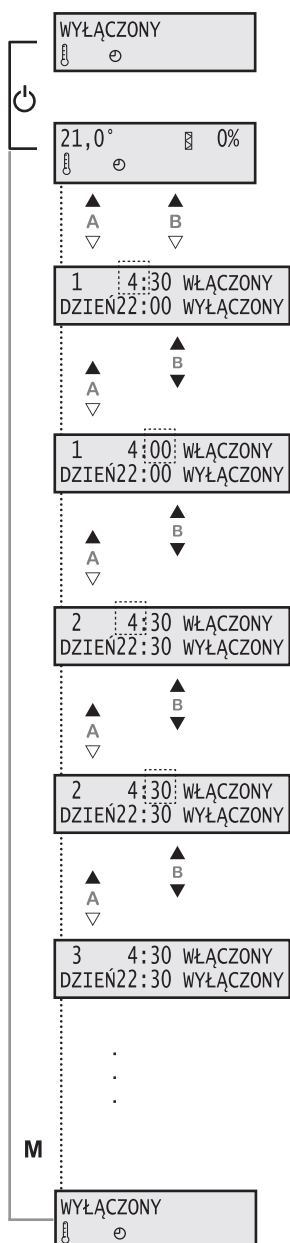 WYŁĄCZONY
21,0° 0%
A B
1 4:30 WŁĄCZONY
DZIEŃ22:00 WYŁĄCZONY
B
A
1 4:00 WŁĄCZONY
DZIEŃ22:00 WYŁĄCZONY
B
A
2 4:30 WŁĄCZONY
DZIEŃ22:30 WYŁĄCZONY
B
A
2 4:30 WŁĄCZONY
DZIEŃ22:30 WYŁĄCZONY
B
A
3 4:30 WŁĄCZONY
DZIEŃ22:30 WYŁĄCZONY
.
.
.
M
WYŁĄCZONY